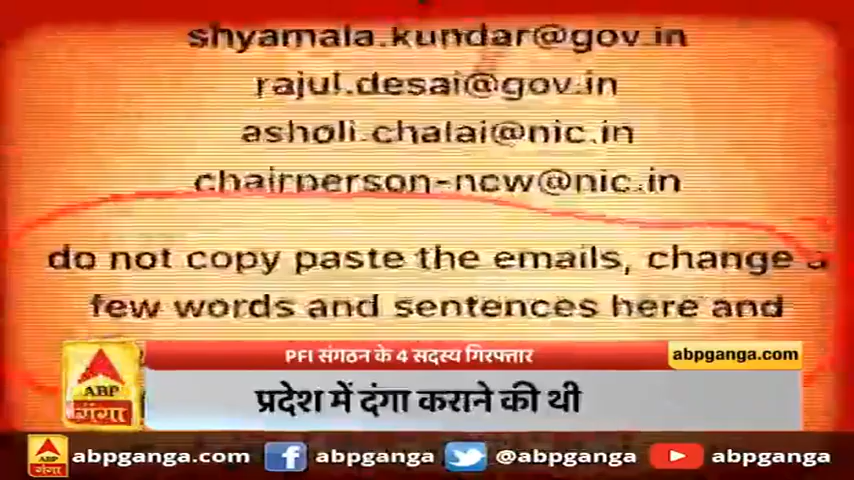 shyamala.kundar@gov.in
rajul.desai@gov.in
asholi.chalai@nic.in
chairperson-ncw@nic.in
do not copy paste the emails, change a
few words and sentences here and
PFI संगठन के 4 सदस्य गिरफ्तार
abpganga.com
ABP
गंगा
प्रदेश में दंगा कराने की थी
ABP
गंगा
abpganga.com
abpganga
@abpganga
abpganga